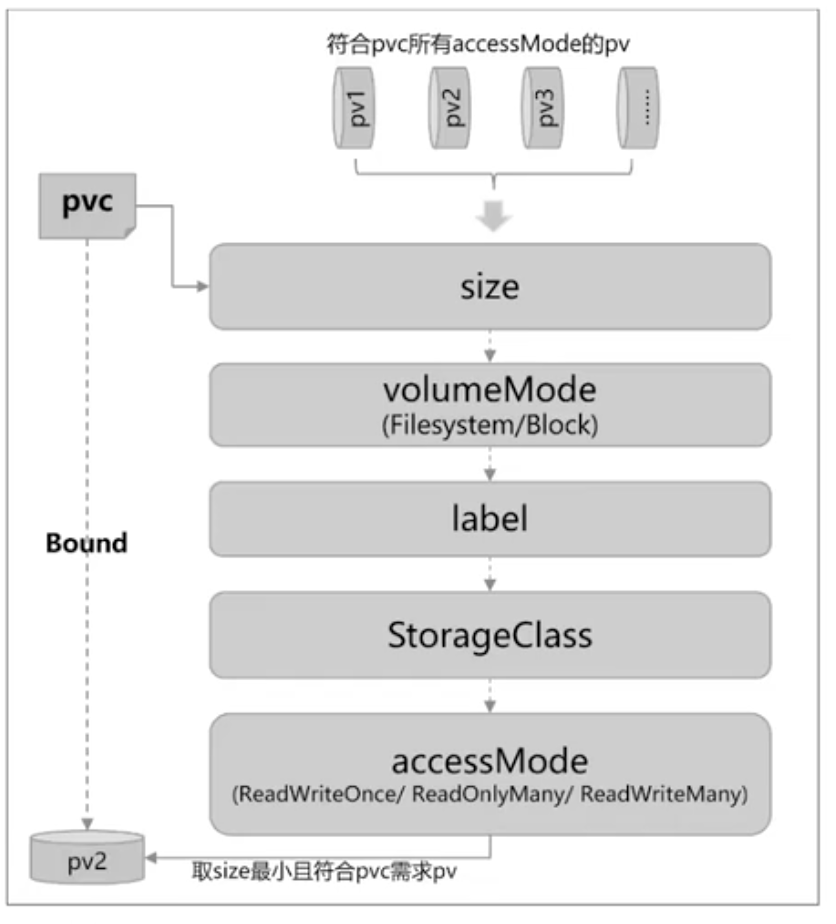 符合pvc所有accessMode的pv
pv1
pv2
pv3
......
pvc
size
volumeMode
(Filesystem/Block)
label
Bound
StorageClass
accessMode
(ReadWriteOnce/ ReadOnlyMany/ ReadWriteMany)
pv2
取size最小且符合pvc需求pv